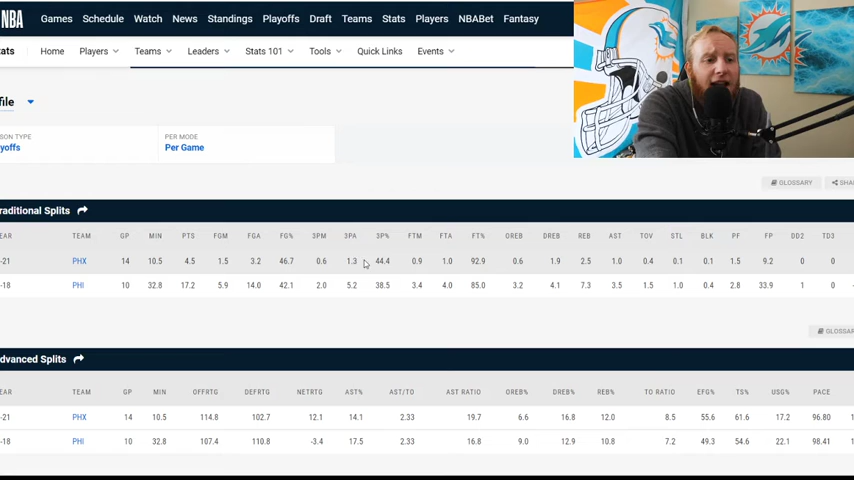 NBA Games Schedule Watch News Standings Playoffs Draft Teams Stats Players NBABet Fantasy
ats Home Players Teams Leaders Stats 101 Tools Quick Links Events
file
SON TYPE PER MODE
yoffs Per Game
GLOSSARY SHA
raditional Splits
EAR TEAM GP MIN PTS FGM FGA FG% 3PM 3PA 3P% FTM FTA FT% OREB DREB REB AST TOV STL BLK PF FP DD2 TD3
-21 PHX 14 10.5 4.5 1.5 3.2 46.7 0.6 1.3 44.4 0.9 1.0 92.9 0.6 1.9 2.5 1.0 0.4 0.1 0.1 1.5 9.2 0 0
-18 PHI 10 32.8 17.2 5.9 14.0 42.1 2.0 5.2 38.5 3.4 4.0 85.0 3.2 4.1 7.3 3.5 1.5 1.0 0.4 2.8 33.9 1 0
GLOSSAR
dvanced Splits
EAR TEAM GP MIN OFFRTG DEFRTG NETRTG AST% AST/TO AST RATIO OREB% DREB% REB% TO RATIO EFG% TS% USG% PACE
-21 PHX 14 10.5 114.8 102.7 12.1 14.1 2.33 19.7 6.6 16.8 12.0 8.5 55.6 61.6 17.2 96.80
-18 PHI 10 32.8 107.4 110.8 -3.4 17.5 2.33 16.8 9.0 12.9 10.8 7.2 49.3 54.6 22.1 98.41